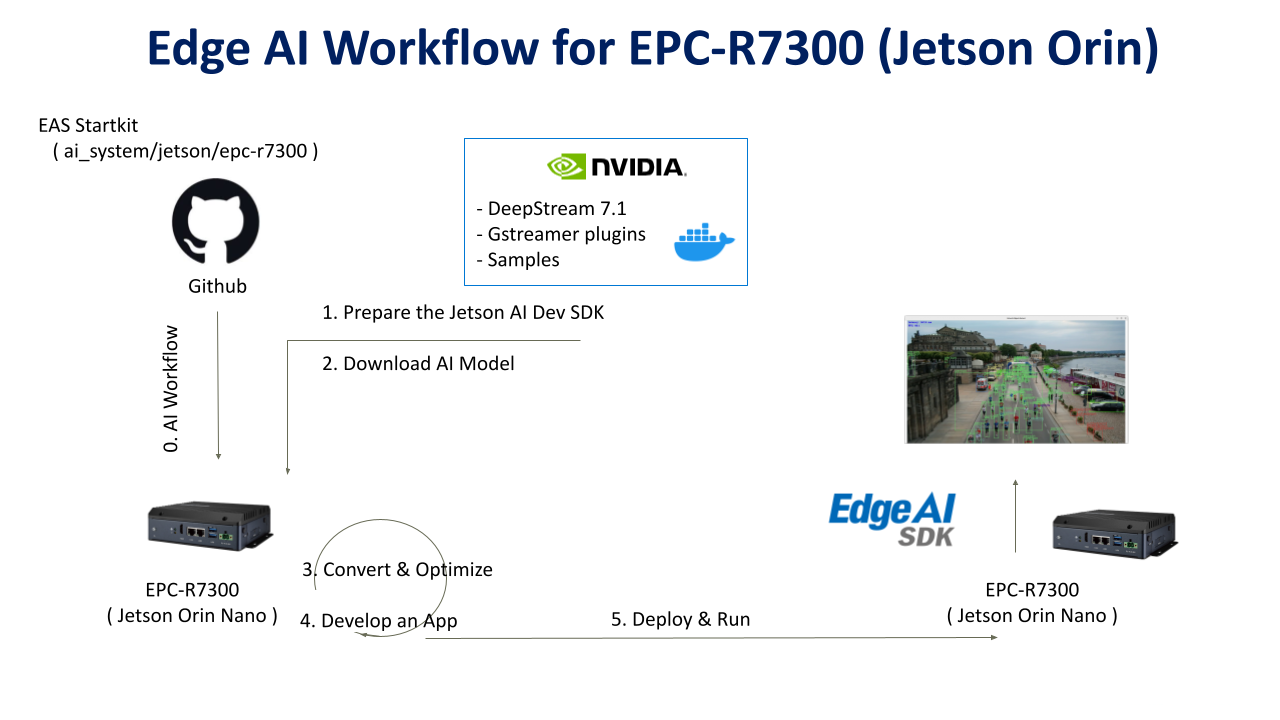 Edge AI Workflow for EPC-R7300 (Jetson Orin)
EAS Startkit
( ai_system/jetson/epc-r7300 )
Github
NVIDIA.
- DeepStream 7.1
- Gstreamer plugins
- Samples
0. AI Workflow
1. Prepare the Jetson AI Dev SDK
2. Download AI Model
EPC-R7300
( Jetson Orin Nano )
3. Convert & Optimize
4. Develop an App
5. Deploy & Run
Edge AI
SDK
EPC-R7300
( Jetson Orin Nano )